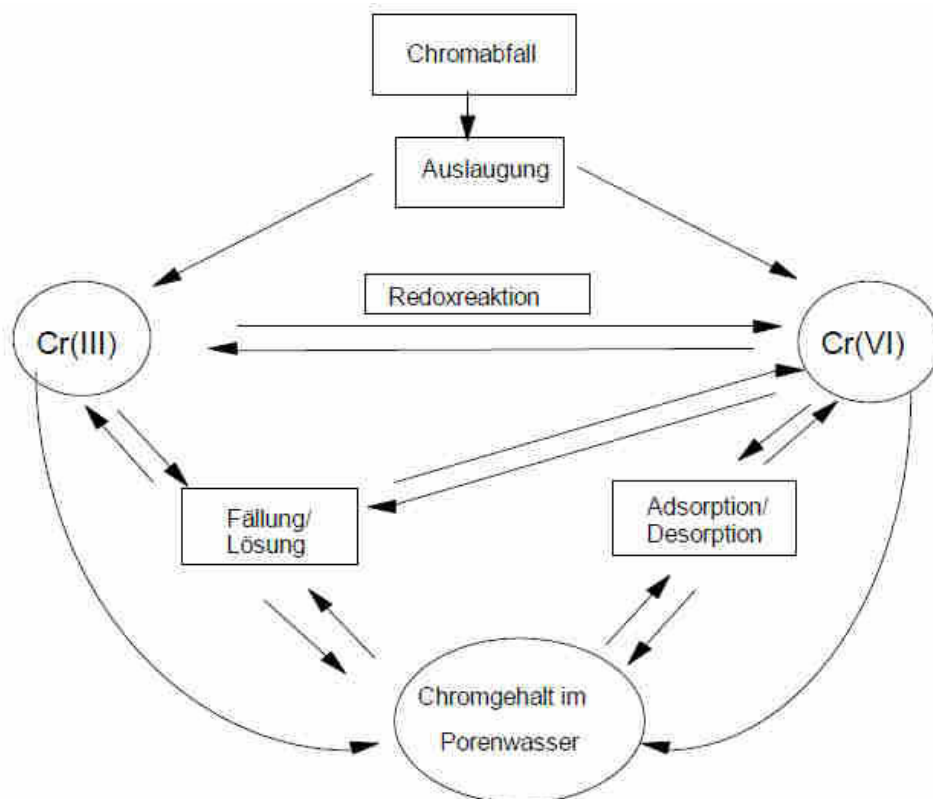 Chromabfall
Auslaugung
Redoxreaktion
Cr(III)
Cr(VI)
Fällung/
Lösung
Adsorption/
Desorption
Chromgehalt im
Porenwasser